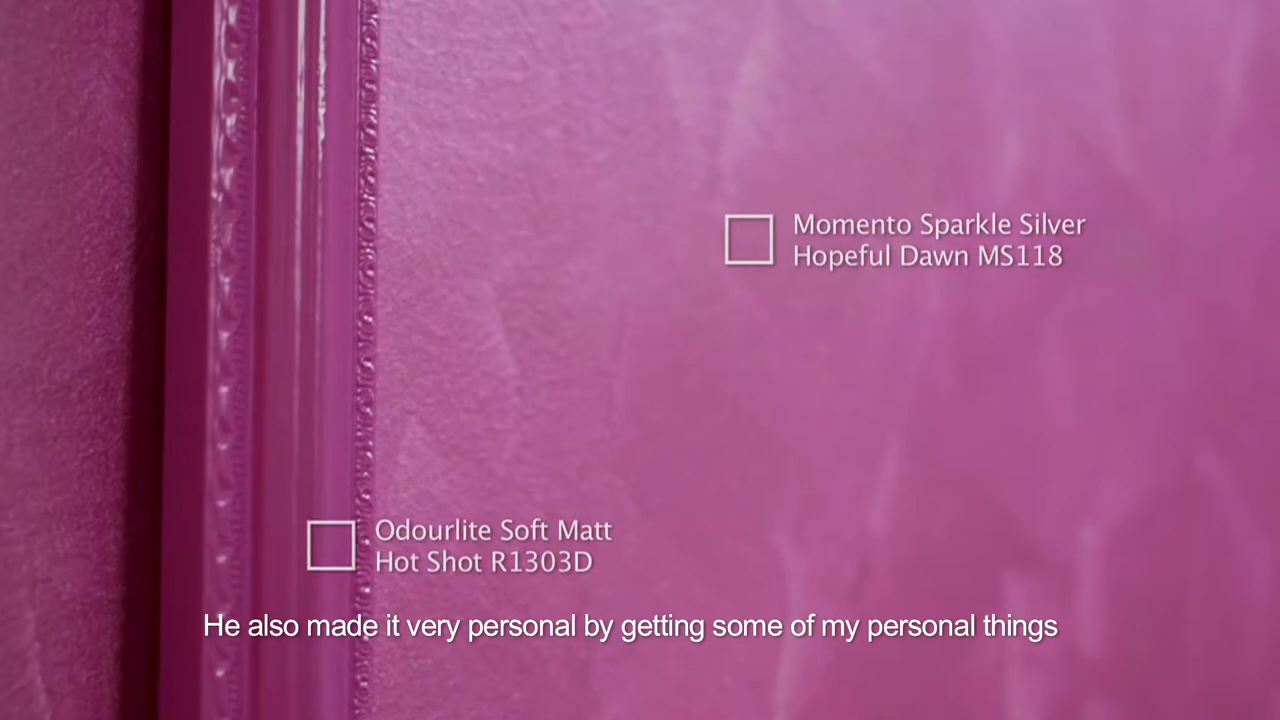 Momento Sparkle Silver
Hopeful Dawn MS118
Odourlite Soft Matt
Hot Shot R1303D
He also made it very personal by getting some of my personal things